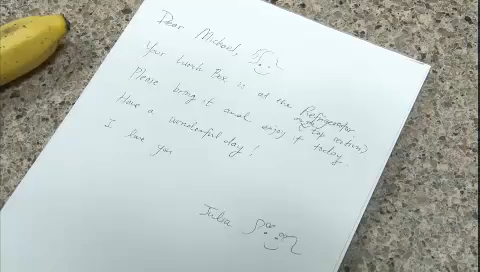 Dear Michael,
Your Lunch Box is at the Refrigerator
(top section)
Please bring it and enjoy it today.
Have a wonderful day!
I love you
Julia